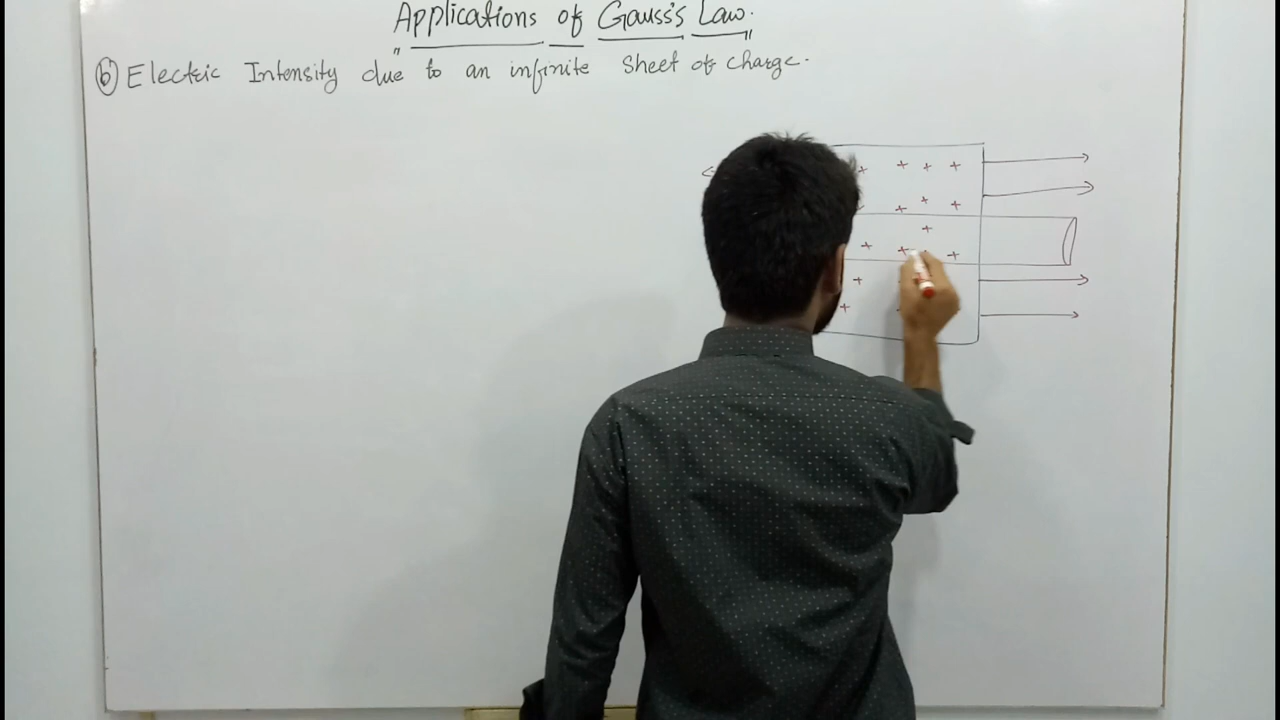 Applications of Gauss's Law.
"        "
ⓑ Electric Intensity due to an infinite Sheet of charge.
+ + + +
+ + + +
+
+ + +
+
+